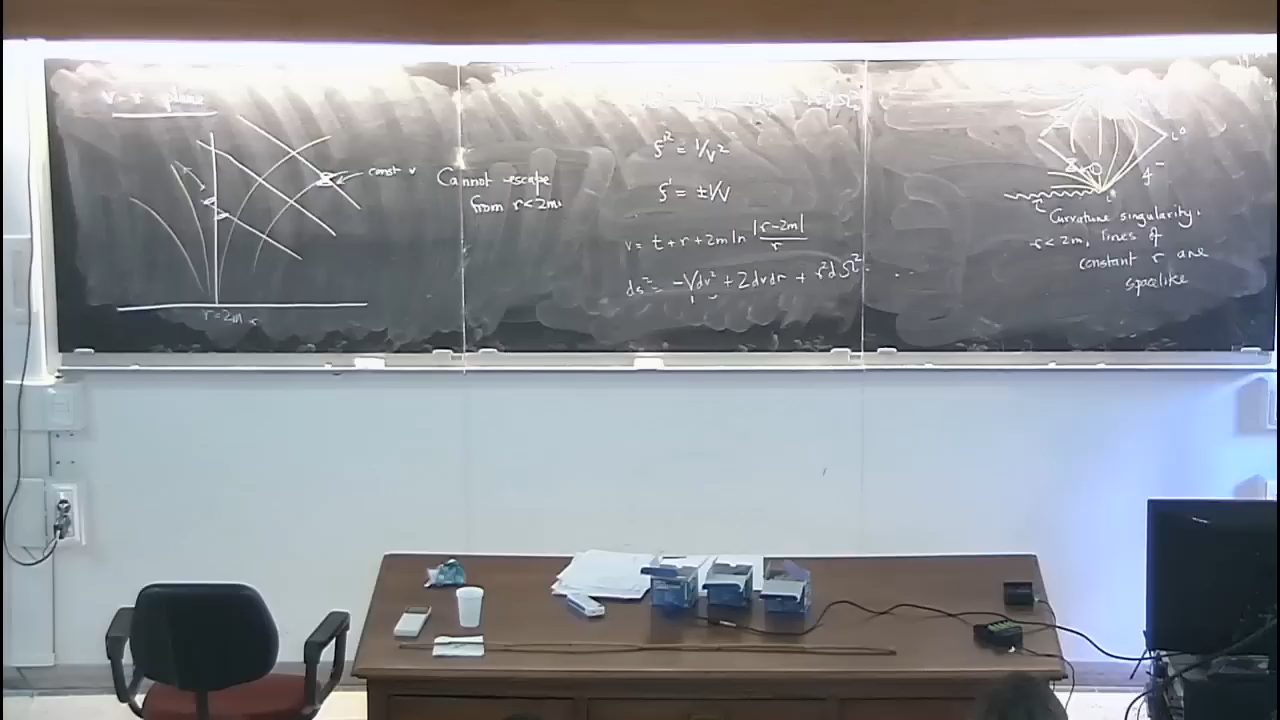 v - r plane
const v
r = 2m
Cannot escape
from r < 2m.
ζ'² = 1/V²
ζ' = ± 1/V
v = t + r + 2m ln |r-2m|/r
ds² = -Vdv² + 2dvdr + r²dΩ²
i⁰
𝓘⁻
Curvature singularity.
r < 2m, lines of
constant r are
spacelike